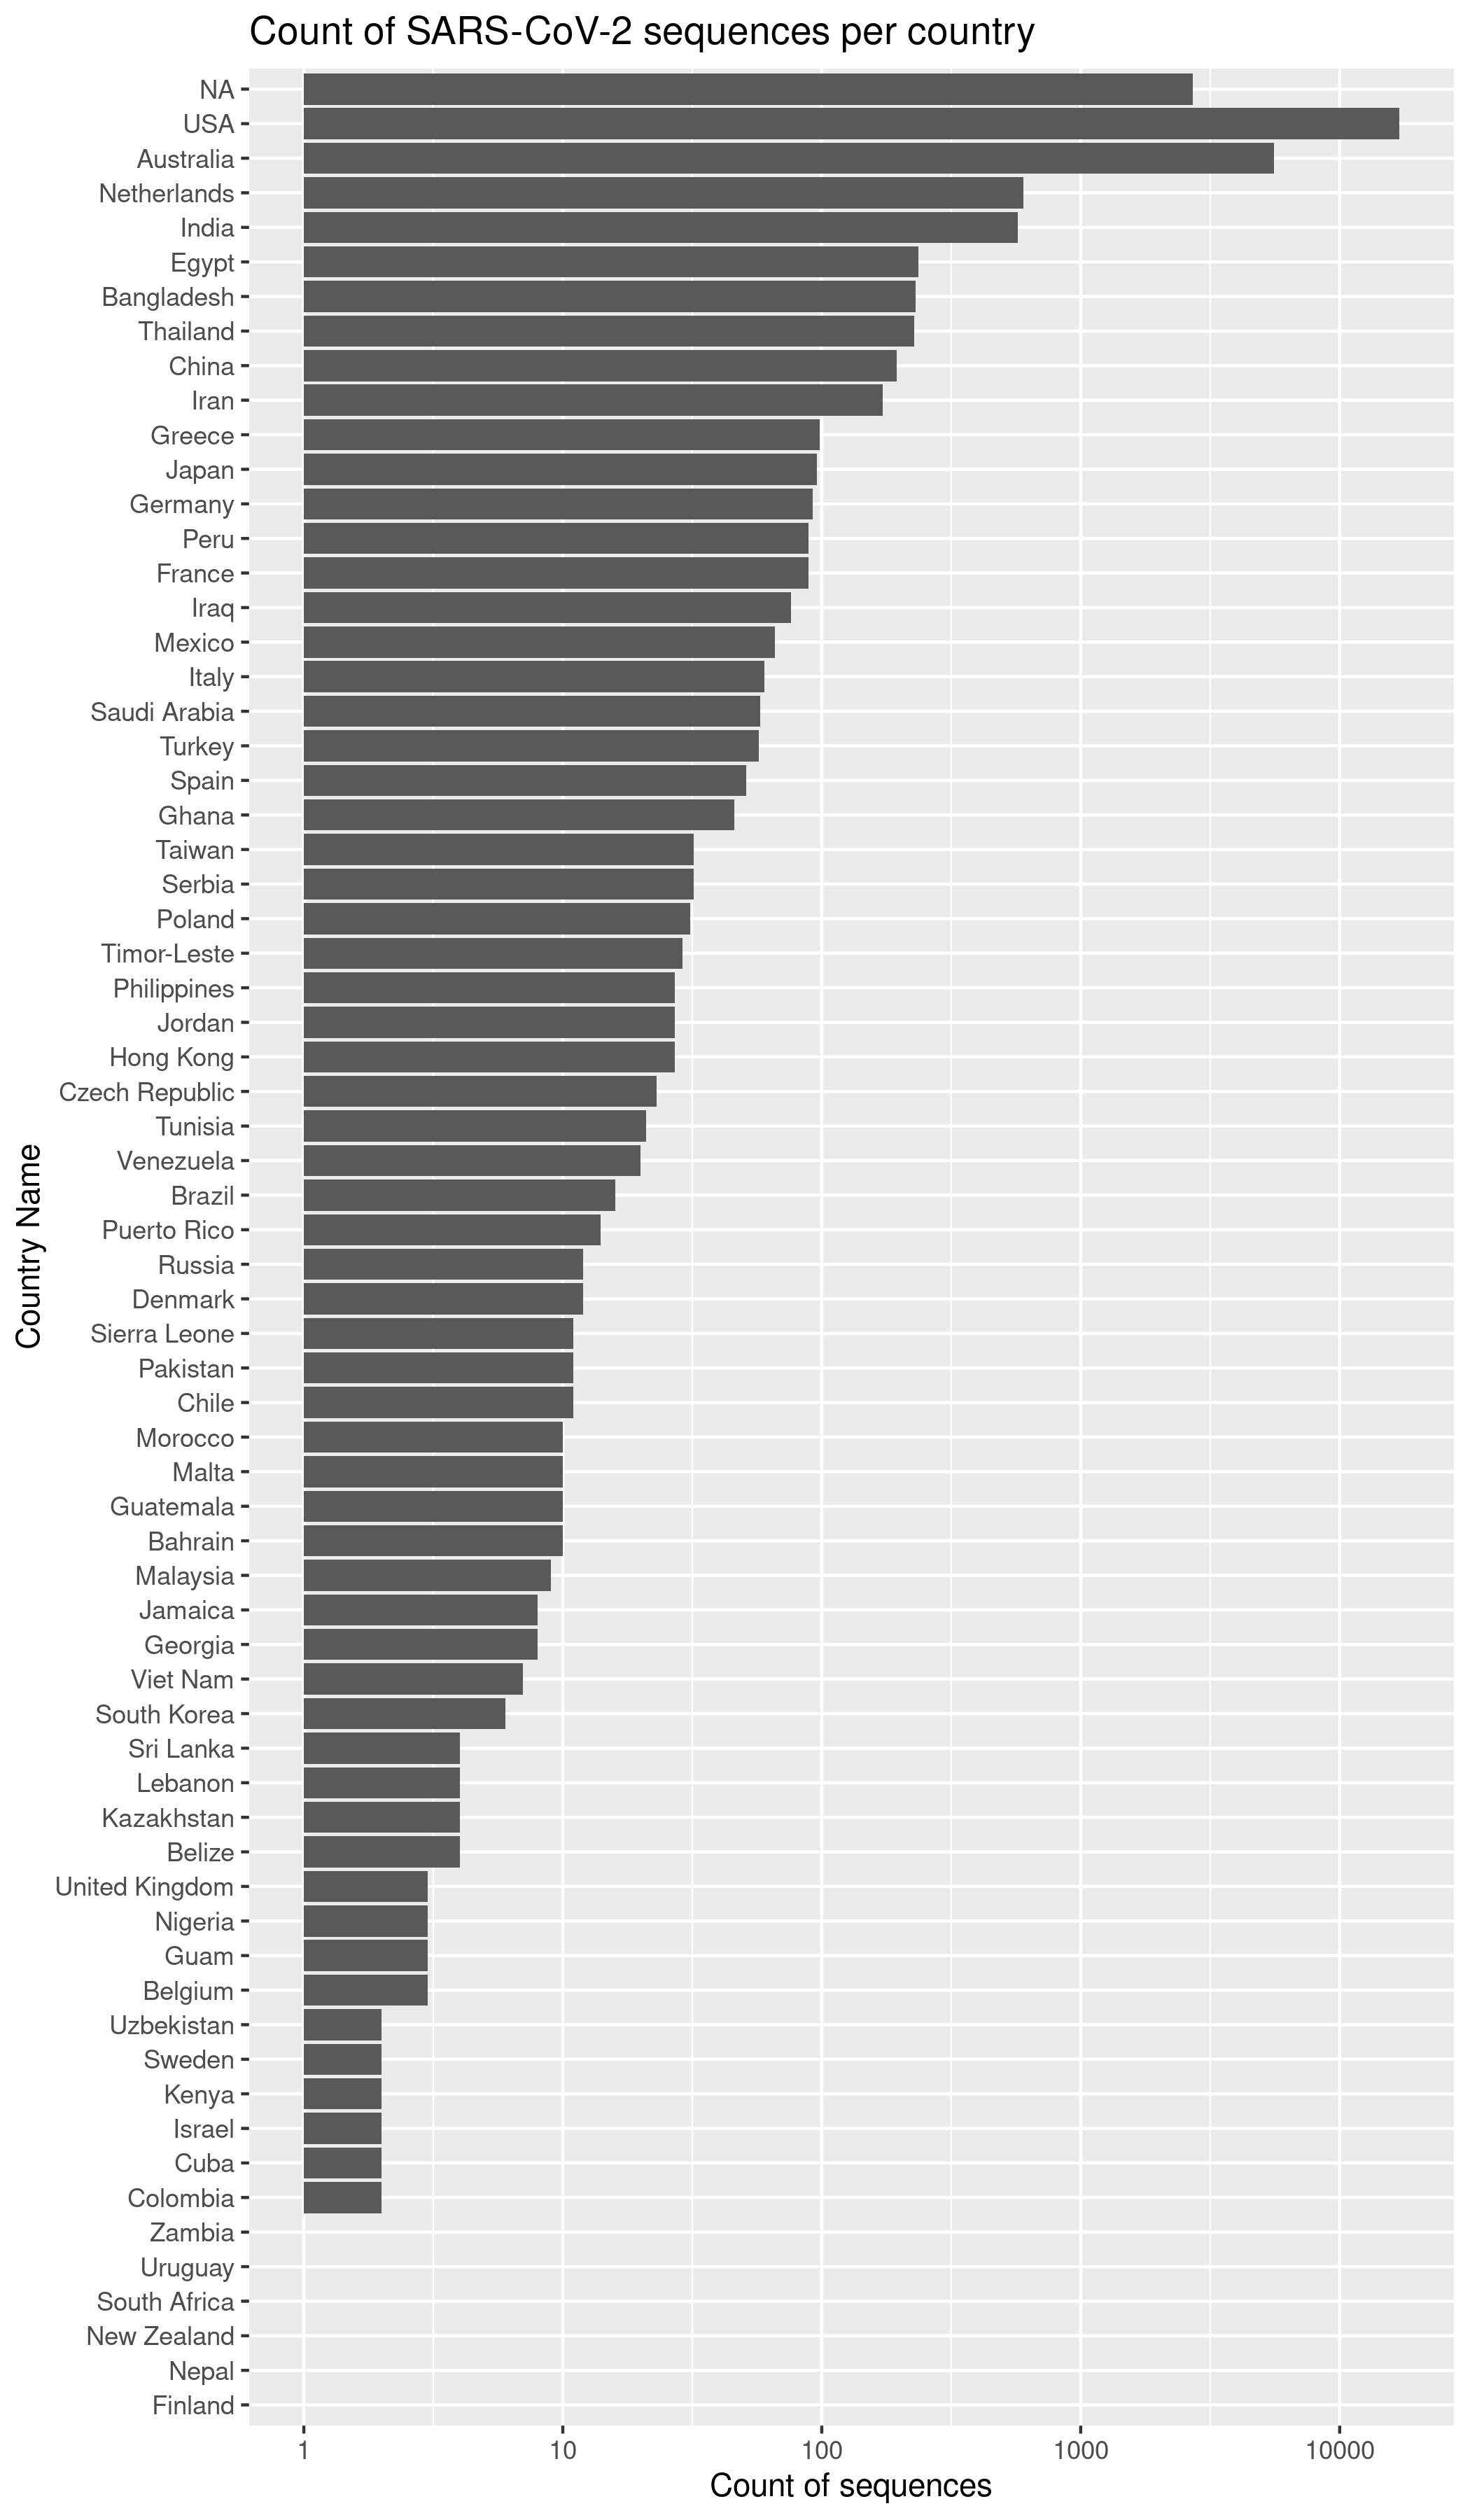 Count of SARS-CoV-2 sequences per country
NA
USA
Australia
Netherlands
India
Egypt
Bangladesh
Thailand
China
Iran
Greece
Japan
Germany
Peru
France
Iraq
Mexico
Italy
Saudi Arabia
Turkey
Spain
Ghana
Taiwan
Serbia
Poland
Timor-Leste
Philippines
Jordan
Hong Kong
Czech Republic
Tunisia
Venezuela
Brazil
Puerto Rico
Russia
Denmark
Sierra Leone
Pakistan
Chile
Morocco
Malta
Guatemala
Bahrain
Malaysia
Jamaica
Georgia
Viet Nam
South Korea
Sri Lanka
Lebanon
Kazakhstan
Belize
United Kingdom
Nigeria
Guam
Belgium
Uzbekistan
Sweden
Kenya
Israel
Cuba
Colombia
Zambia
Uruguay
South Africa
New Zealand
Nepal
Finland
Country Name
1 10 100 1000 10000
Count of sequences